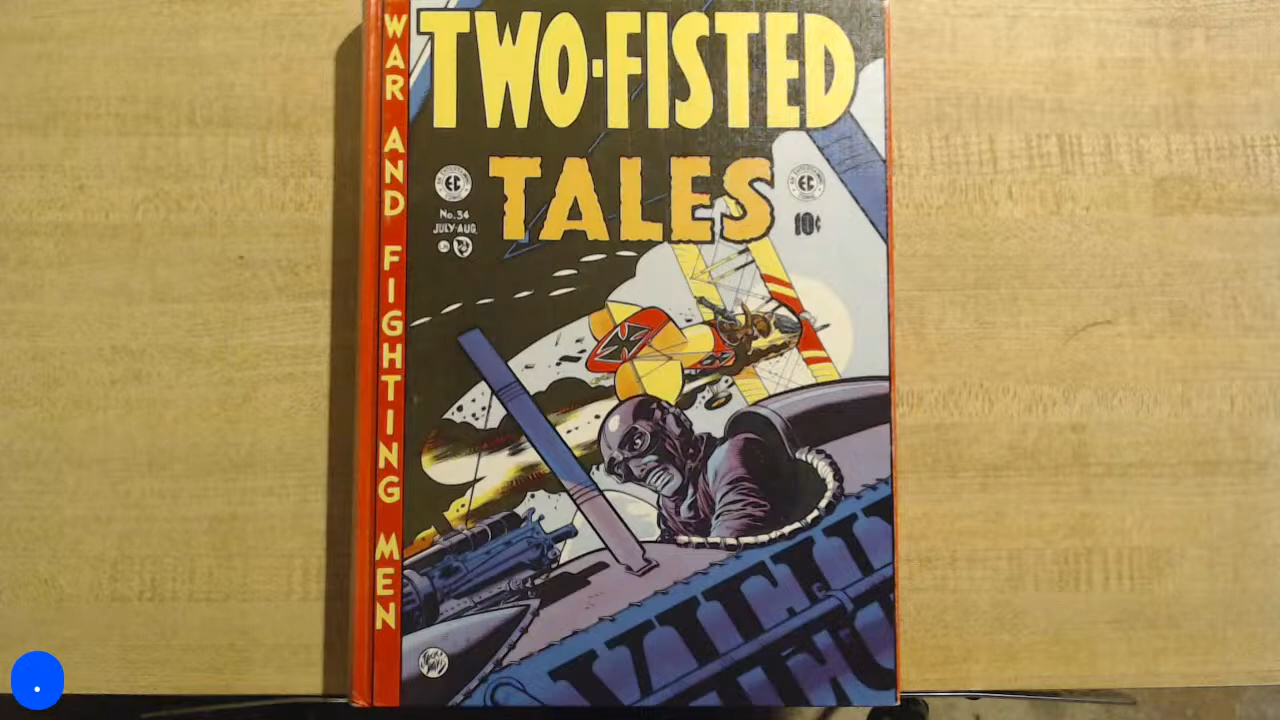 WAR AND FIGHTING MEN
TWO-FISTED
TALES
EC
EC
No. 34
JULY-AUG.
10¢